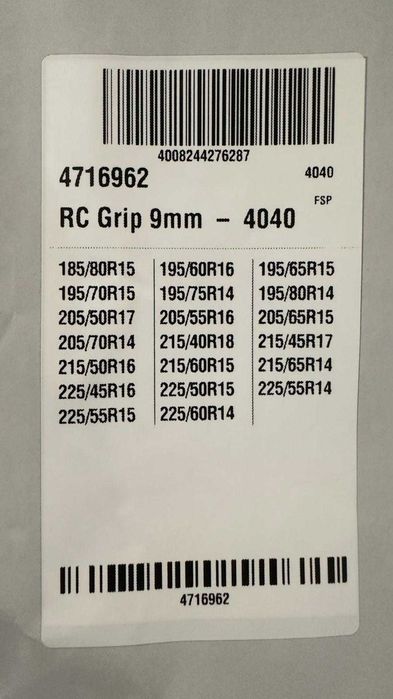 4008244276287
4716962 4040
FSP
RC Grip 9mm – 4040
185/80R15 195/60R16 195/65R15
195/70R15 195/75R14 195/80R14
205/50R17 205/55R16 205/65R15
205/70R14 215/40R18 215/45R17
215/50R16 215/60R15 215/65R14
225/45R16 225/50R15 225/55R14
225/55R15 225/60R14
4716962